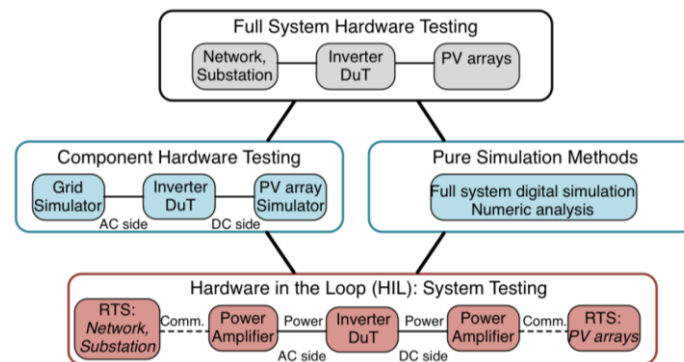 Full System Hardware Testing
Network,
Substation
Inverter
DuT
PV arrays
Component Hardware Testing
Grid
Simulator
Inverter
DuT
PV array
Simulator
AC side
DC side
Pure Simulation Methods
Full system digital simulation
Numeric analysis
Hardware in the Loop (HIL): System Testing
RTS:
Network,
Substation
Comm.
Power
Amplifier
Power
Inverter
DuT
Power
Power
Amplifier
Comm.
RTS:
PV arrays
AC side
DC side